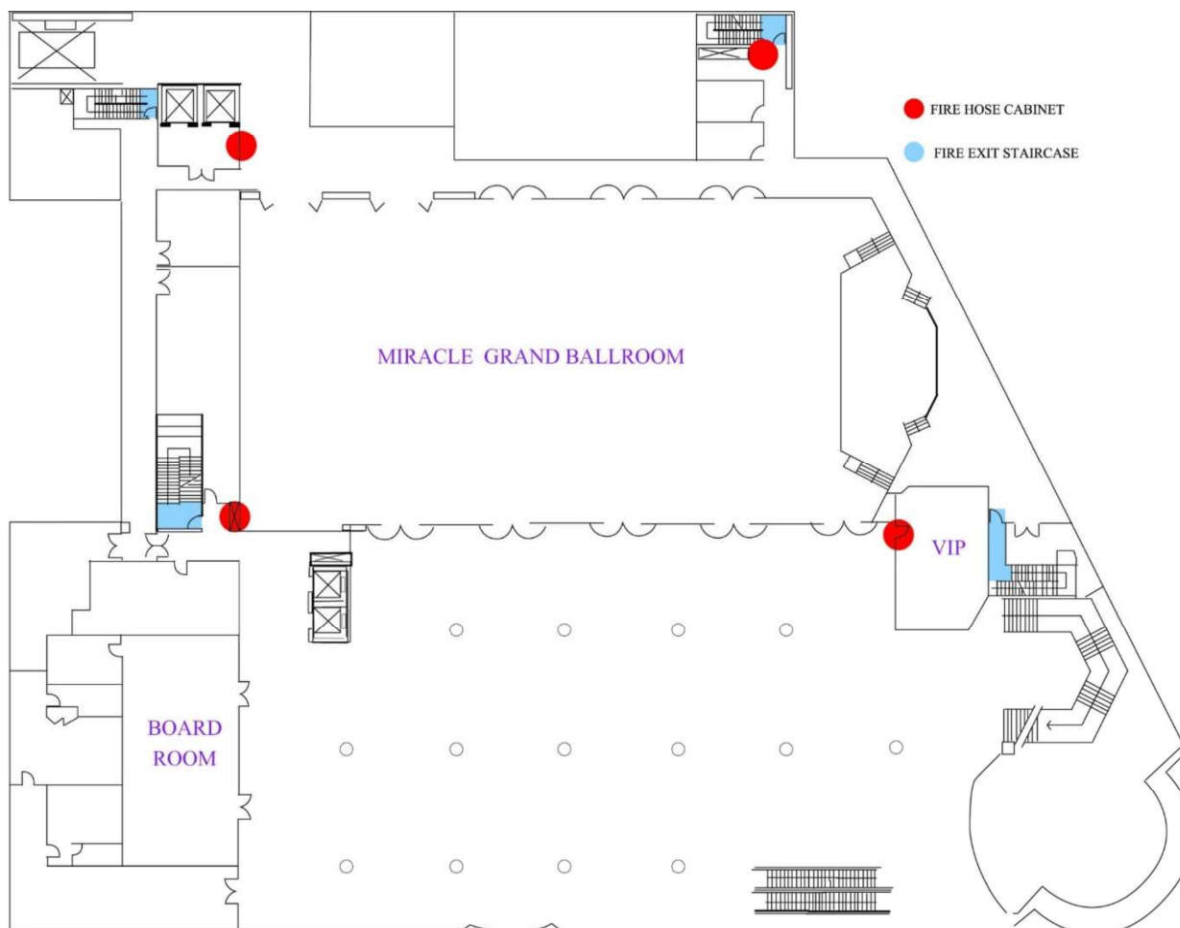 FIRE HOSE CABINET
FIRE EXIT STAIRCASE
MIRACLE GRAND BALLROOM
VIP
BOARD
ROOM